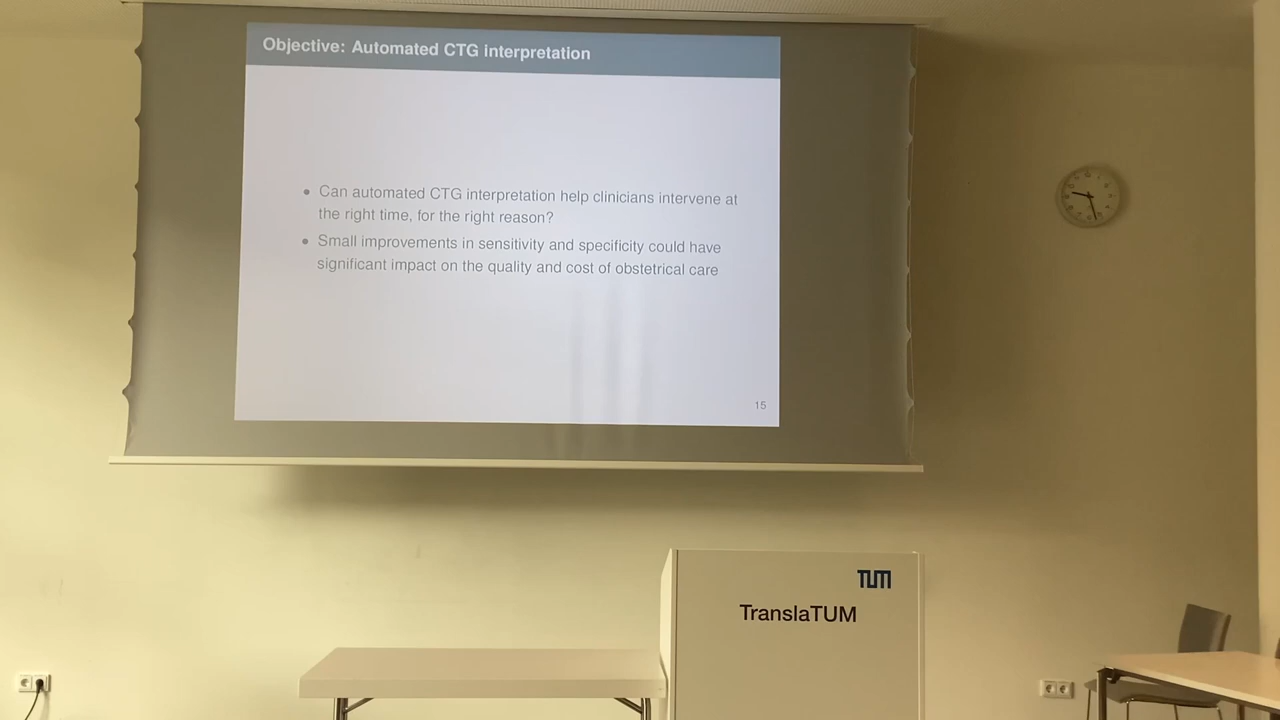 Objective: Automated CTG interpretation
• Can automated CTG interpretation help clinicians intervene at
the right time, for the right reason?
• Small improvements in sensitivity and specificity could have
significant impact on the quality and cost of obstetrical care
15
TUM
TranslaTUM